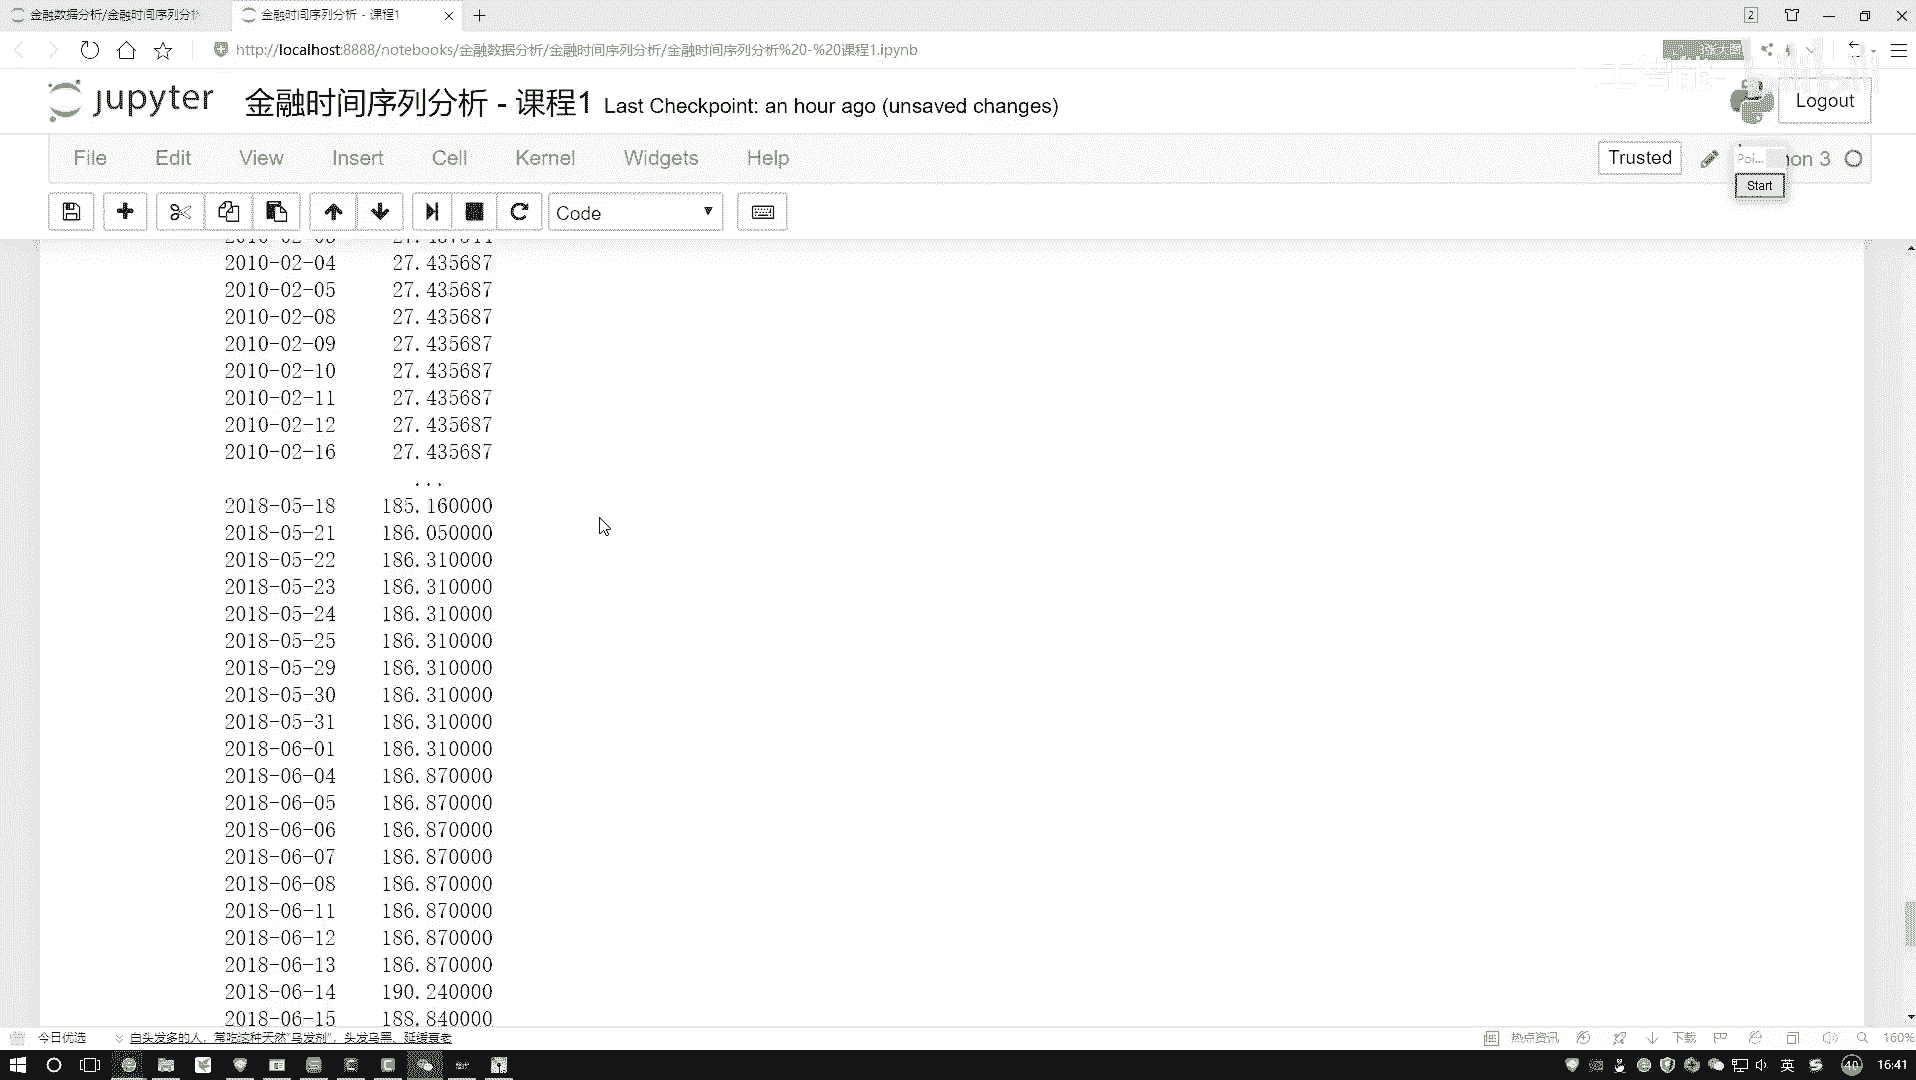 金融数据分析/金融时间序列分析
金融时间序列分析 - 课程1
2
http://localhost:8888/notebooks/金融数据分析/金融时间序列分析/金融时间序列分析%20-%20课程1.ipynb
jupyter
金融时间序列分析 - 课程1 Last Checkpoint: an hour ago (unsaved changes)
Logout
File Edit View Insert Cell Kernel Widgets Help
Trusted
Poi...
hon 3
Start
Code
2010-02-04 27.435687
2010-02-05 27.435687
2010-02-08 27.435687
2010-02-09 27.435687
2010-02-10 27.435687
2010-02-11 27.435687
2010-02-12 27.435687
2010-02-16 27.435687
...
2018-05-18 185.160000
2018-05-21 186.050000
2018-05-22 186.310000
2018-05-23 186.310000
2018-05-24 186.310000
2018-05-25 186.310000
2018-05-29 186.310000
2018-05-30 186.310000
2018-05-31 186.310000
2018-06-01 186.310000
2018-06-04 186.870000
2018-06-05 186.870000
2018-06-06 186.870000
2018-06-07 186.870000
2018-06-08 186.870000
2018-06-11 186.870000
2018-06-12 186.870000
2018-06-13 186.870000
2018-06-14 190.240000
2018-06-15 188.840000
今日优选
白头发多的人，常吃这种天然“乌发剂”，头发乌黑、延缓衰老
热点资讯
下载
160%
英
40
16:41